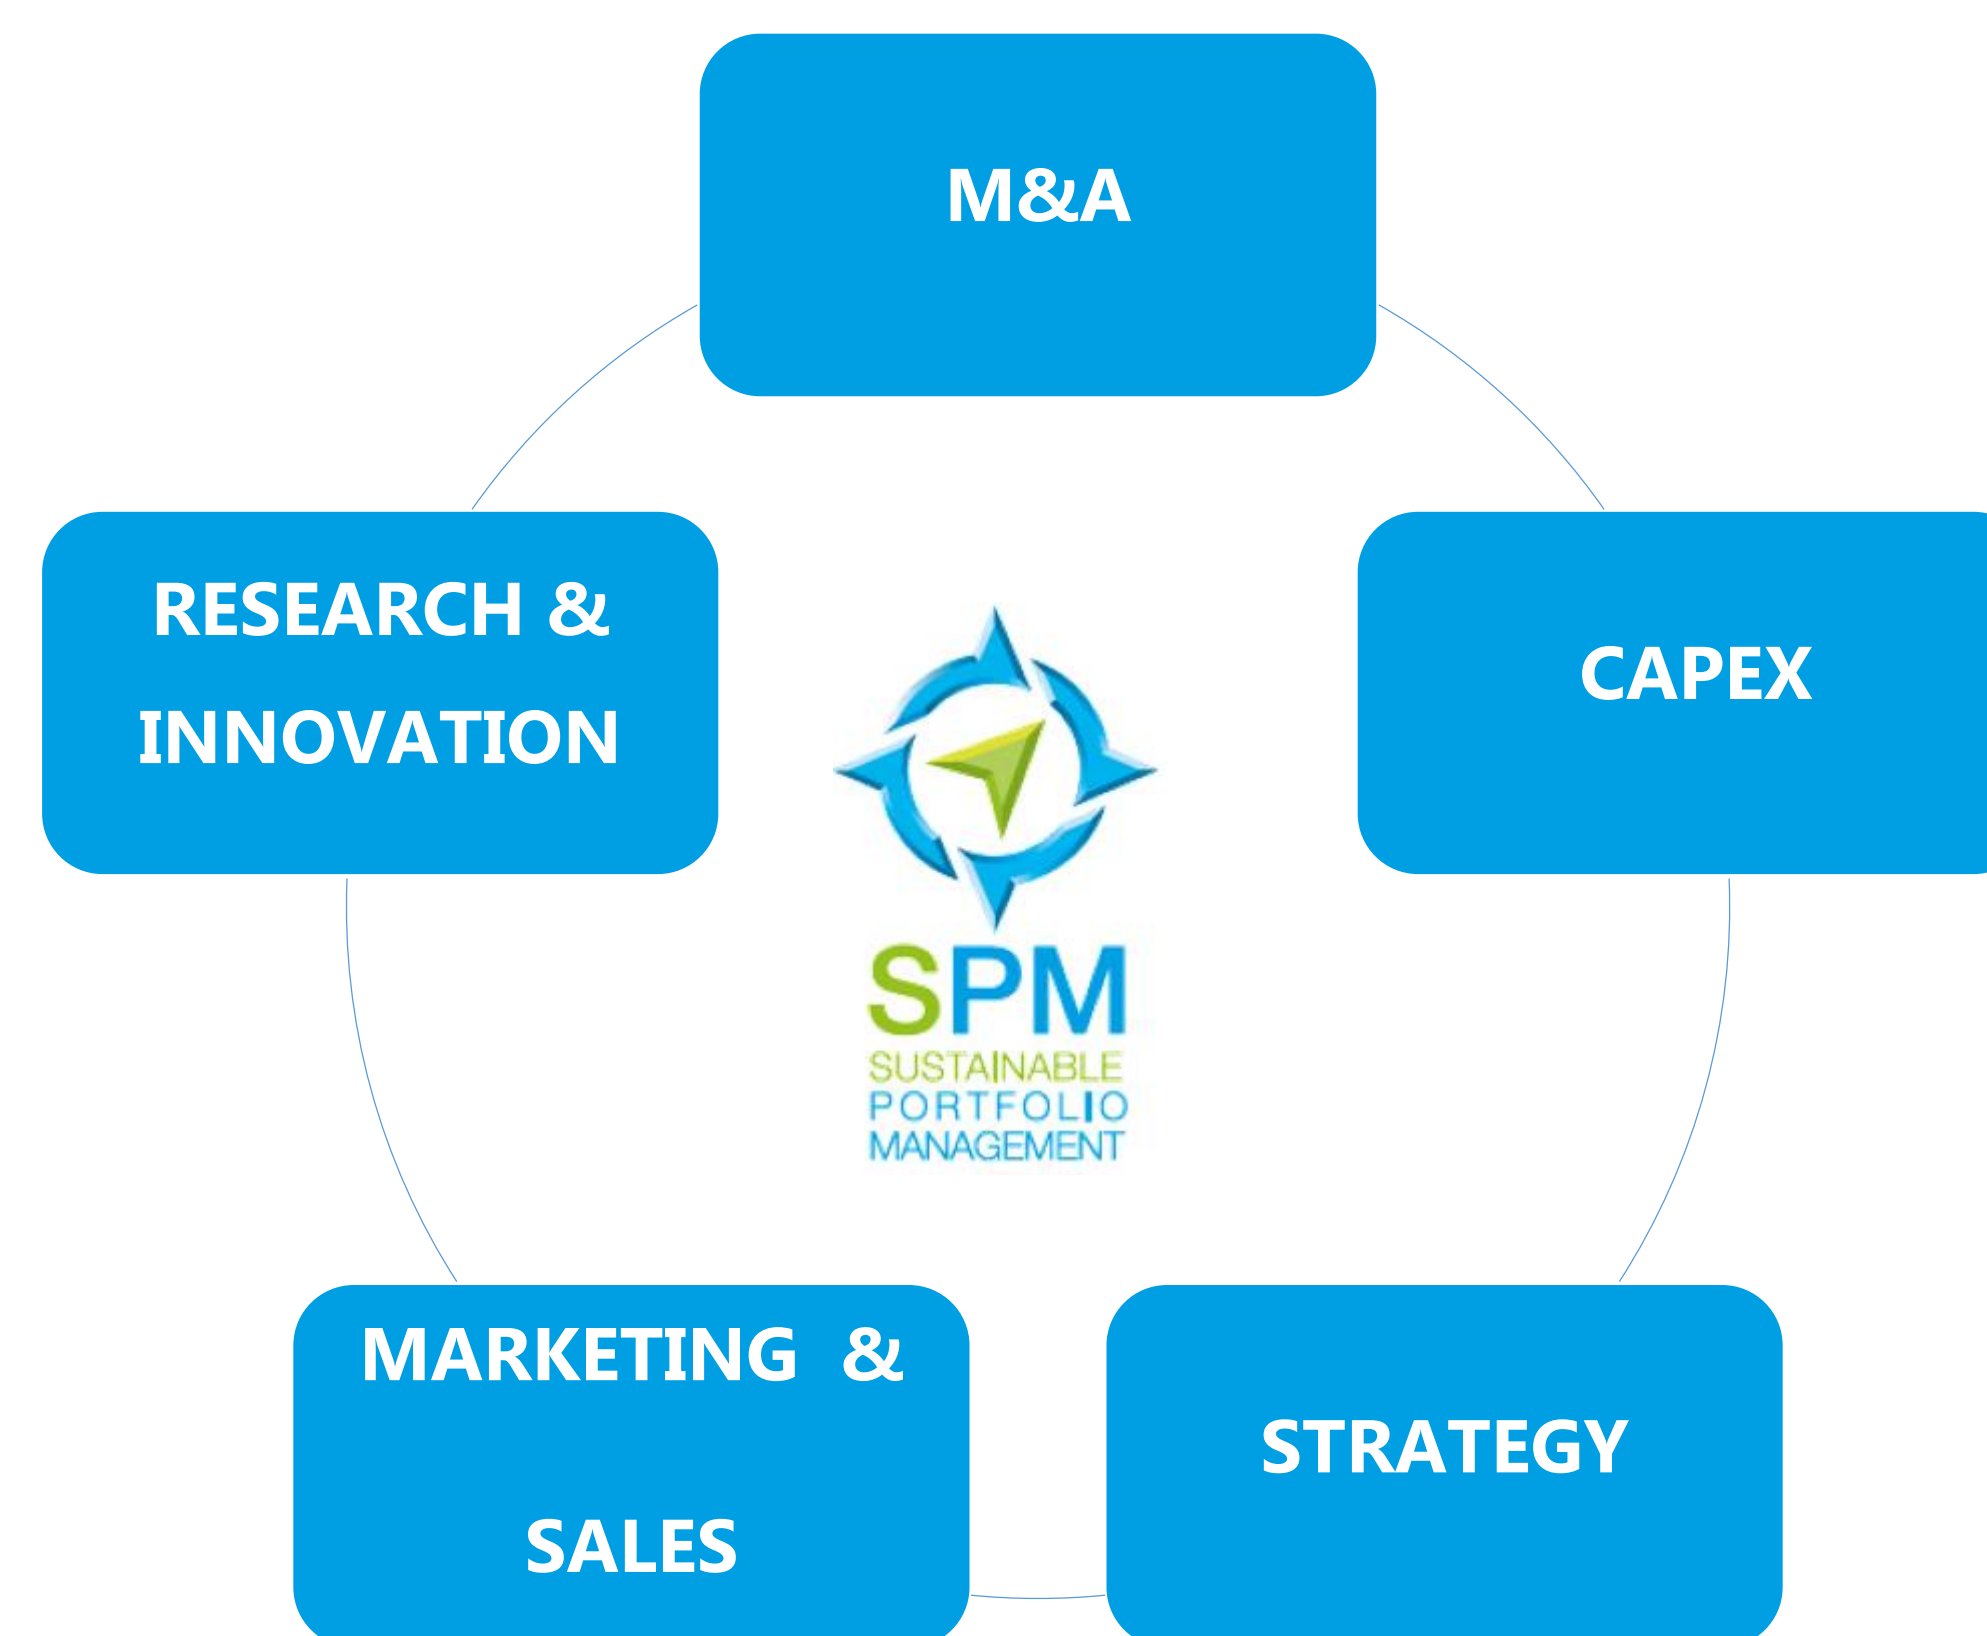 M&A
RESEARCH &
INNOVATION
CAPEX
SPM
SUSTAINABLE
PORTFOLIO
MANAGEMENT
MARKETING  &
SALES
STRATEGY